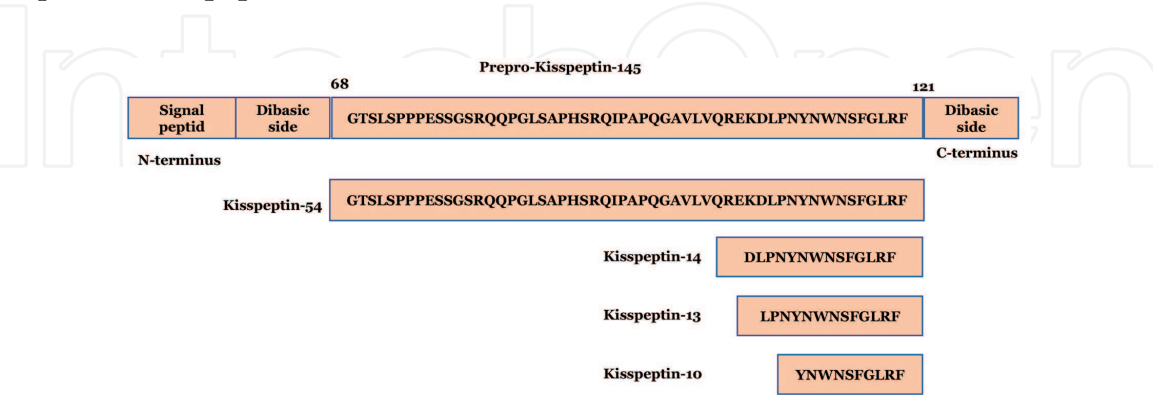 Prepro-Kisspeptin-145
68
121
Signal peptid
Dibasic side
GTSLSPPPESSGSRQQPGLSAPHSRQIPAPQGAVLVQREKDLPNYNWNSFGLRF
Dibasic side
N-terminus
C-terminus
Kisspeptin-54
GTSLSPPPESSGSRQQPGLSAPHSRQIPAPQGAVLVQREKDLPNYNWNSFGLRF
Kisspeptin-14
DLPNYNWNSFGLRF
Kisspeptin-13
LPNYNWNSFGLRF
Kisspeptin-10
YNWNSFGLRF
IntechOpen